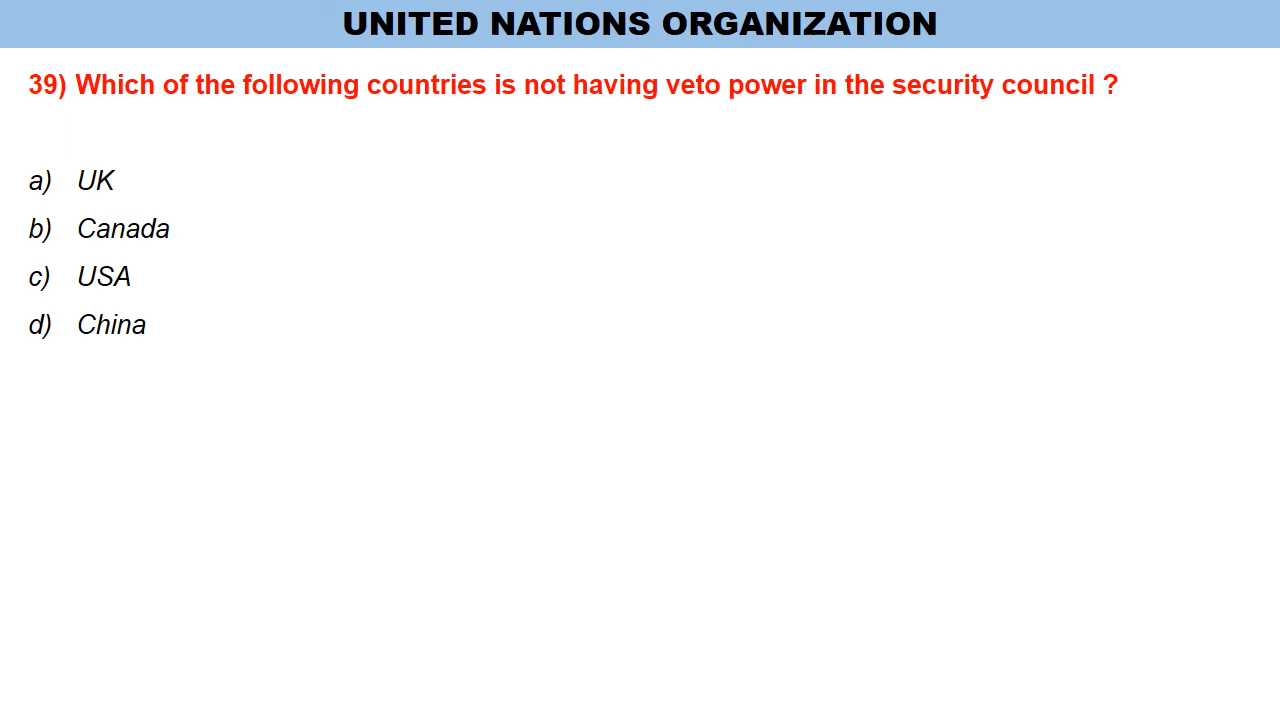 UNITED NATIONS ORGANIZATION
39) Which of the following countries is not having veto power in the security council ?
a) UK
b) Canada
c) USA
d) China